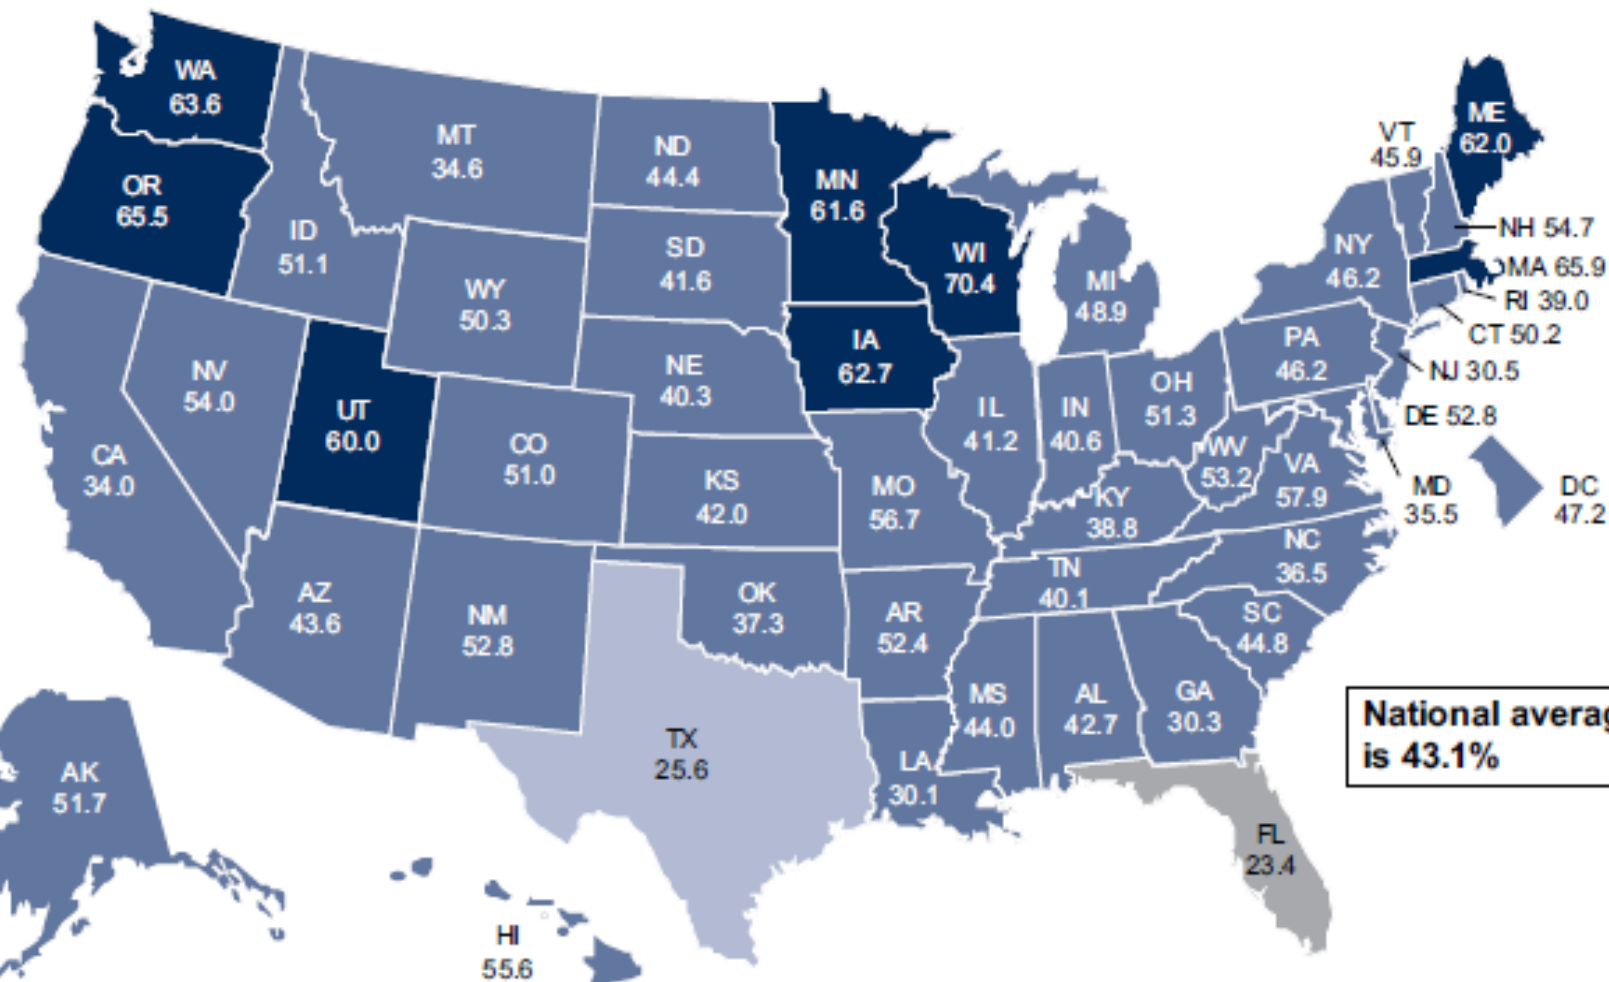 WA
63.6
OR
65.5
MT
34.6
ID
51.1
ND
44.4
SD
41.6
WY
50.3
MN
61.6
WI
70.4
MI
48.9
VT
45.9
ME
62.0
NH 54.7
NY
46.2
MA 65.9
RI 39.0
CT 50.2
NJ 30.5
PA
46.2
DE 52.8
MD
35.5
DC
47.2
NV
54.0
UT
60.0
CA
34.0
CO
51.0
NE
40.3
KS
42.0
IA
62.7
IL
41.2
IN
40.6
OH
51.3
WV
53.2
VA
57.9
MO
56.7
KY
38.8
NC
36.5
TN
40.1
SC
44.8
AZ
43.6
NM
52.8
OK
37.3
AR
52.4
MS
44.0
AL
42.7
GA
30.3
LA
30.1
TX
25.6
FL
23.4
AK
51.7
HI
55.6
National averag
is 43.1%